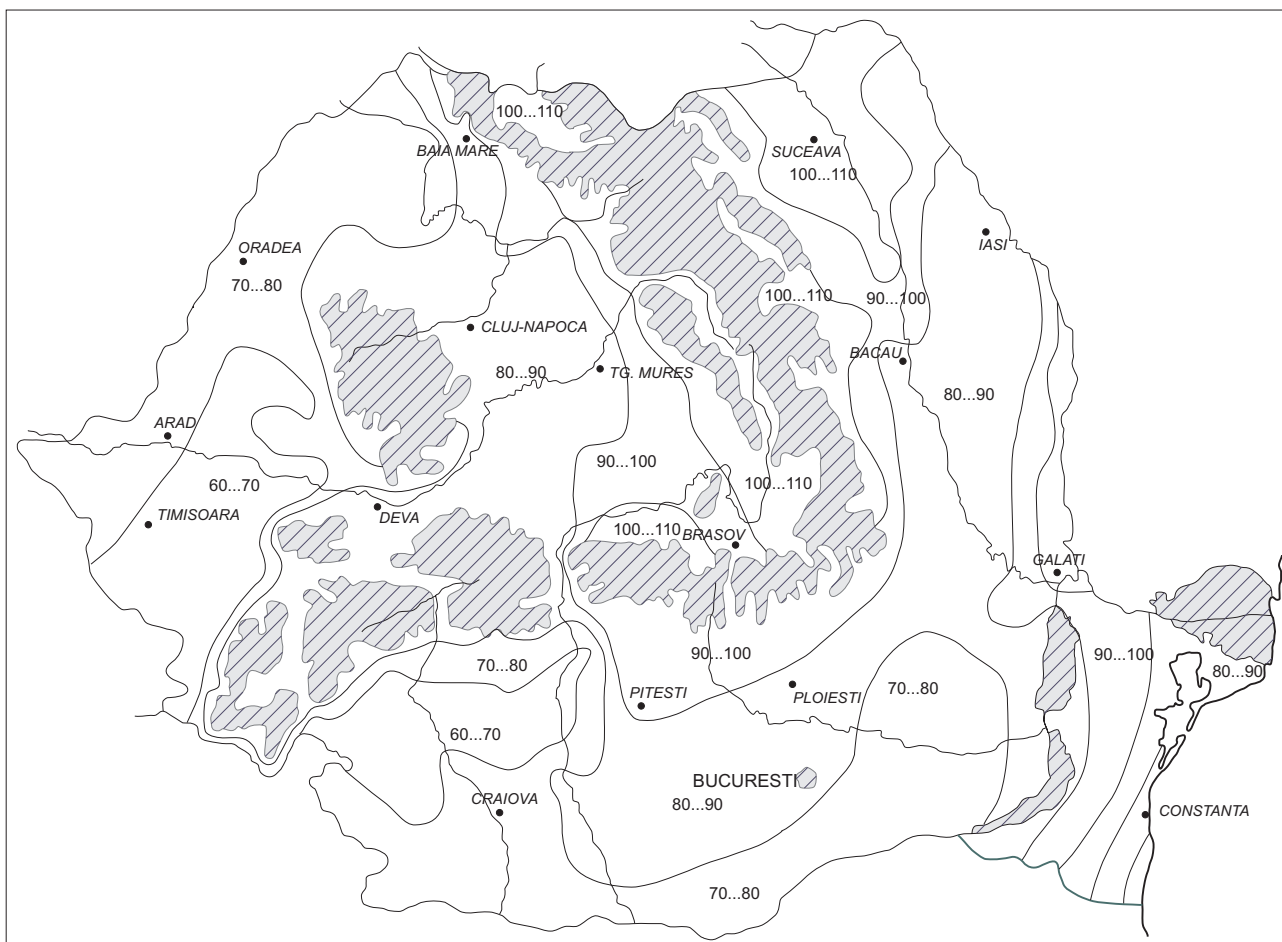 100...110
BAIA MARE
SUCEAVA
100...110
IASI
ORADEA
70...80
100...110
90...100
CLUJ-NAPOCA
BACAU
80...90
TG. MURES
80...90
ARAD
90...100
60...70
100...110
TIMISOARA
DEVA
100...110
BRASOV
GALATI
90...100
90...100
70...80
80...90
70...80
PITESTI
PLOIESTI
60...70
BUCURESTI
CRAIOVA
80...90
CONSTANTA
70...80